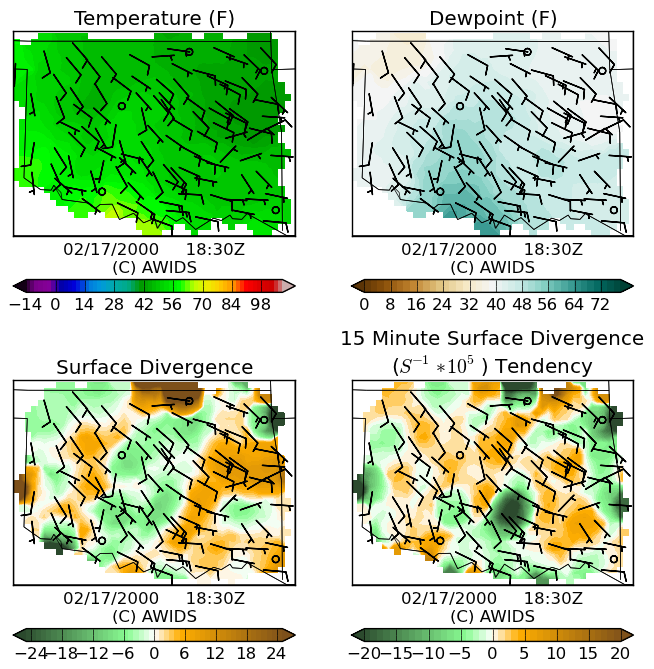 Temperature (F)
Dewpoint (F)
02/17/2000 18:30Z
(C) AWIDS
02/17/2000 18:30Z
(C) AWIDS
−14 0 14 28 42 56 70 84 98
0 8 16 24 32 40 48 56 64 72
Surface Divergence
15 Minute Surface Divergence
(S⁻¹ *10⁵ ) Tendency
02/17/2000 18:30Z
(C) AWIDS
02/17/2000 18:30Z
(C) AWIDS
−24 −18 −12 −6 0 6 12 18 24
−20 −15 −10 −5 0 5 10 15 20